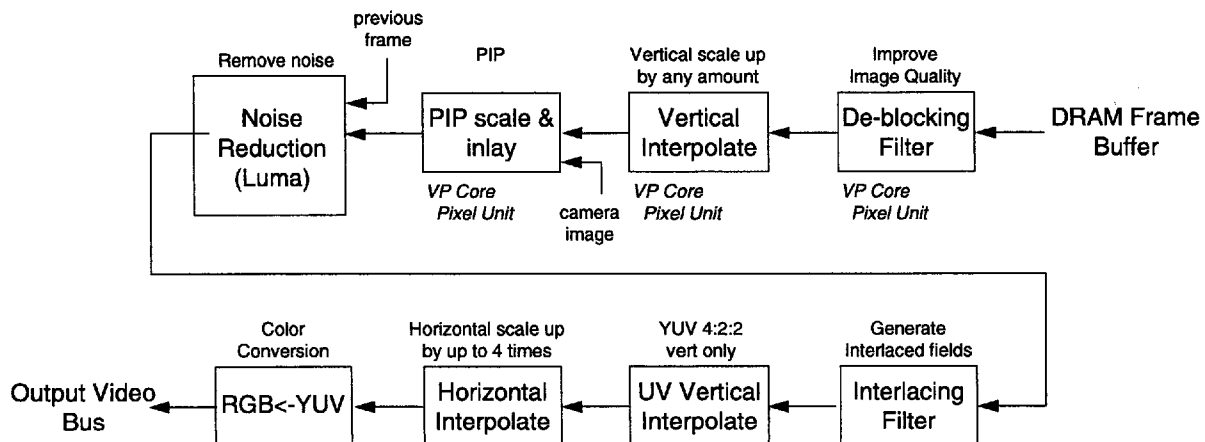 previous
frame
Remove noise
PIP
Vertical scale up
by any amount
Improve
Image Quality
Noise
Reduction
(Luma)
PIP scale &
inlay
Vertical
Interpolate
De-blocking
Filter
DRAM Frame
Buffer
VP Core
Pixel Unit
camera
image
VP Core
Pixel Unit
VP Core
Pixel Unit
Color
Conversion
Horizontal scale up
by up to 4 times
YUV 4:2:2
vert only
Generate
Interlaced fields
Output Video
Bus
RGB<-YUV
Horizontal
Interpolate
UV Vertical
Interpolate
Interlacing
Filter